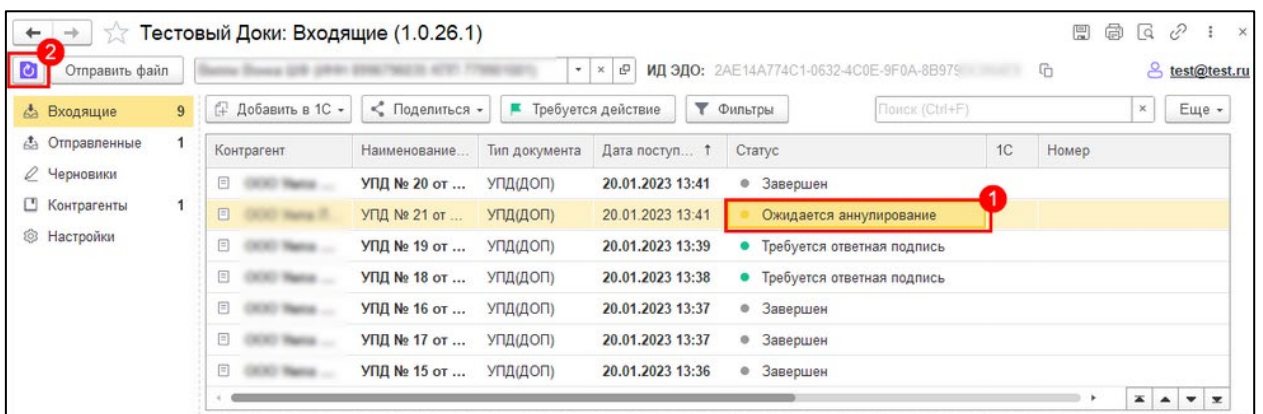 Тестовый Доки: Входящие (1.0.26.1)
2
Отправить файл ИД ЭДО: 2AE14A774C1-0632-4C0E-9F0A-8B979 test@test.ru
Входящие 9
Отправленные 1
Черновики
Контрагенты 1
Настройки
Добавить в 1С Поделиться Требуется действие Фильтры Поиск (Ctrl+F) × Еще
Контрагент Наименование... Тип документа Дата поступ... ↑ Статус 1С Номер
УПД № 20 от ... УПД(ДОП) 20.01.2023 13:41 Завершен
1
УПД № 21 от ... УПД(ДОП) 20.01.2023 13:41 Ожидается аннулирование
УПД № 19 от ... УПД(ДОП) 20.01.2023 13:39 Требуется ответная подпись
УПД № 18 от ... УПД(ДОП) 20.01.2023 13:38 Требуется ответная подпись
УПД № 16 от ... УПД(ДОП) 20.01.2023 13:37 Завершен
УПД № 17 от ... УПД(ДОП) 20.01.2023 13:37 Завершен
УПД № 15 от ... УПД(ДОП) 20.01.2023 13:36 Завершен